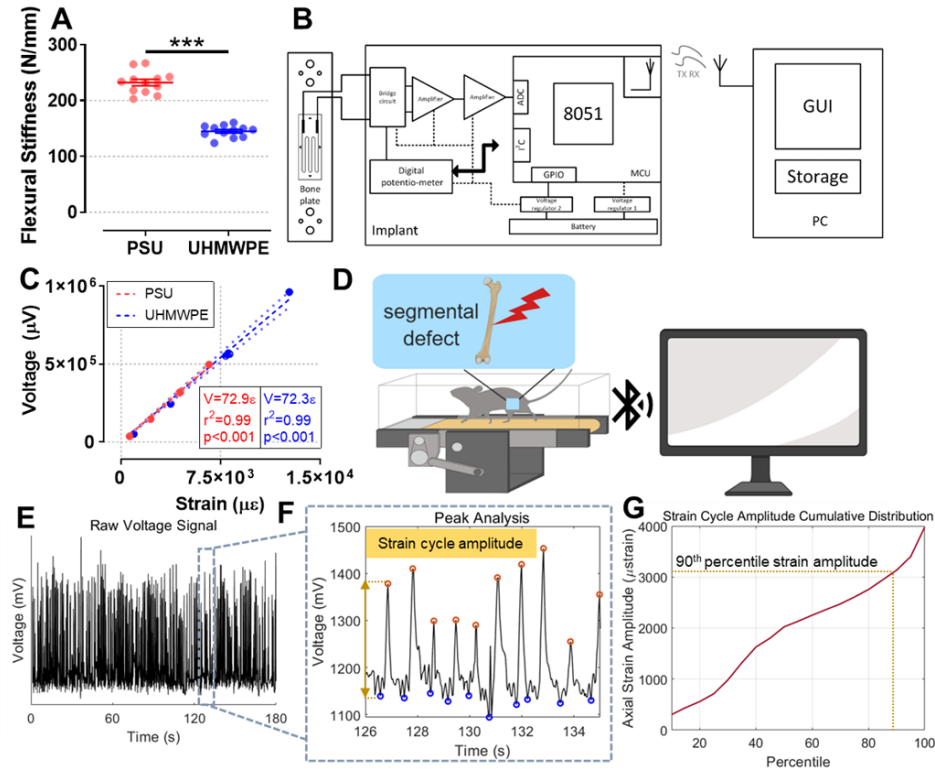 A
Flexural Stiffness (N/mm)
300
200
100
0
***
PSU
UHMWPE
B
Bone
plate
Bridge
circuit
Amplifier
Amplifier
ADC
I²C
8051
Digital
potentio-meter
GPIO
MCU
Voltage
regulator 2
Voltage
regulator 1
Battery
Implant
TX RX
GUI
Storage
PC
C
Voltage (μV)
1×10⁶
5×10⁵
0
PSU
UHMWPE
V=72.9ε
r²=0.99
p<0.001
V=72.3ε
r²=0.99
p<0.001
0
7.5×10³
1.5×10⁴
Strain (με)
D
segmental
defect
E
Raw Voltage Signal
Voltage (mV)
0
60
120
180
Time (s)
F
Peak Analysis
Strain cycle amplitude
Voltage (mV)
1500
1400
1300
1200
1100
126
128
130
132
134
Time (s)
G
Strain Cycle Amplitude Cumulative Distribution
90th percentile strain amplitude
Axial Strain Amplitude (μstrain)
4000
3000
2000
1000
0
20
40
60
80
100
Percentile